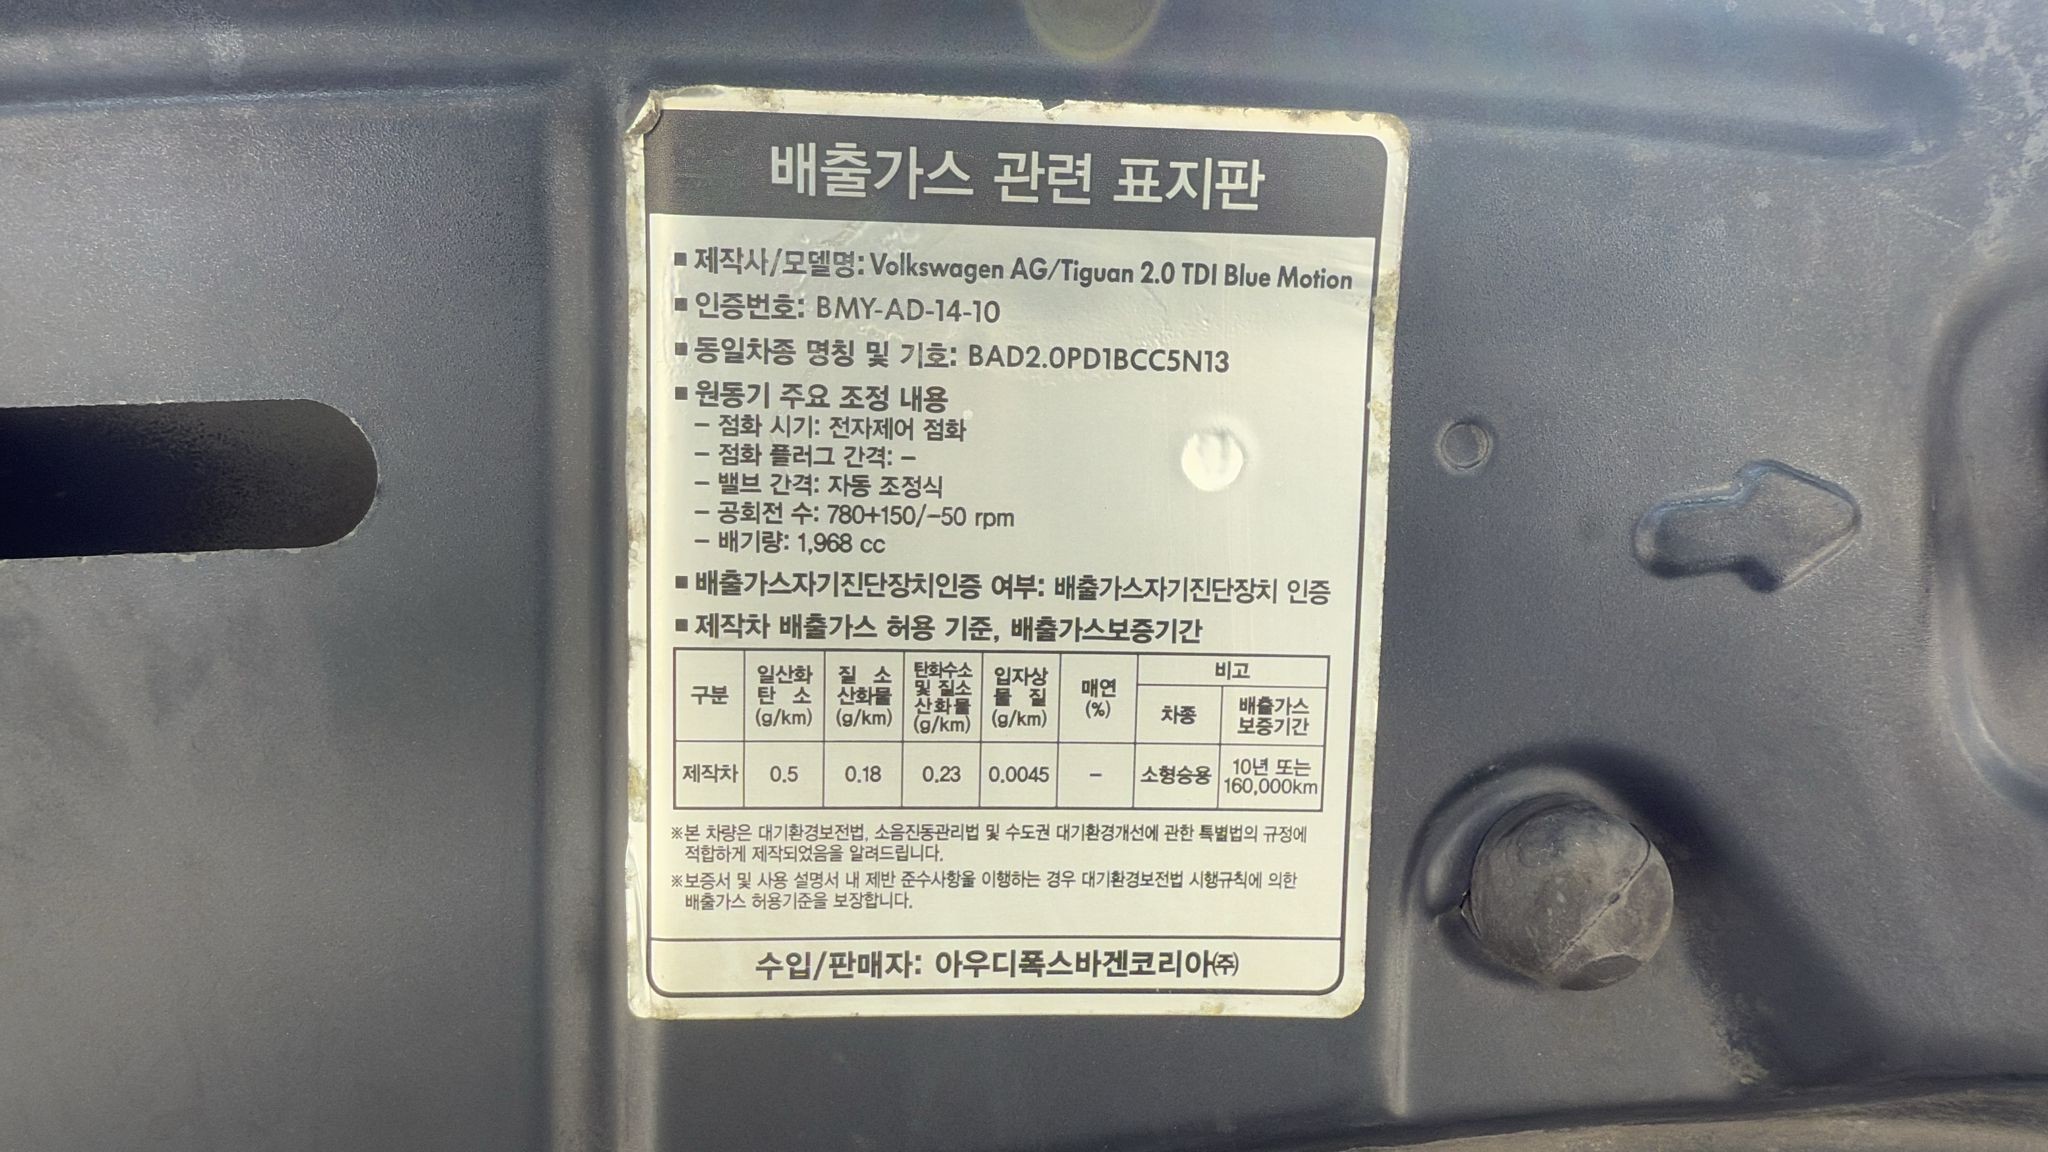 배출가스 관련 표지판
■ 제작사/모델명: Volkswagen AG/Tiguan 2.0 TDI Blue Motion
■ 인증번호: BMY-AD-14-10
■ 동일차종 명칭 및 기호: BAD2.0PD1BCC5N13
■ 원동기 주요 조정 내용
– 점화 시기: 전자제어 점화
– 점화 플러그 간격: –
– 밸브 간격: 자동 조정식
– 공회전 수: 780+150/-50 rpm
– 배기량: 1,968 cc
■ 배출가스자기진단장치인증 여부: 배출가스자기진단장치 인증
■ 제작차 배출가스 허용 기준, 배출가스보증기간
구분 일산화 탄 소 (g/km) 질 소 산화물 (g/km) 탄화수소 및 질소 산화물 (g/km) 입자상 물 질 (g/km) 매연 (%) 비고
차종 배출가스 보증기간
제작차 0.5 0.18 0.23 0.0045 – 소형승용 10년 또는 160,000km
※본 차량은 대기환경보전법, 소음진동관리법 및 수도권 대기환경개선에 관한 특별법의 규정에
적합하게 제작되었음을 알려드립니다.
※보증서 및 사용 설명서 내 제반 준수사항을 이행하는 경우 대기환경보전법 시행규칙에 의한
배출가스 허용기준을 보장합니다.
수입/판매자: 아우디폭스바겐코리아㈜